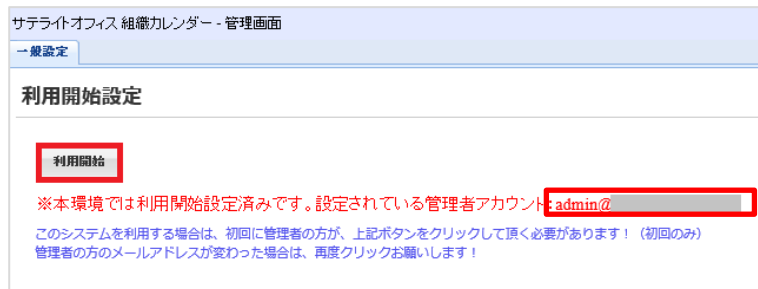 サテライトオフィス 組織カレンダー - 管理画面
一般設定
利用開始設定
利用開始
※本環境では利用開始設定済みです。設定されている管理者アカウント:admin@
このシステムを利用する場合は、初回に管理者の方が、上記ボタンをクリックして頂く必要があります！（初回のみ）
管理者の方のメールアドレスが変わった場合は、再度クリックお願いします！